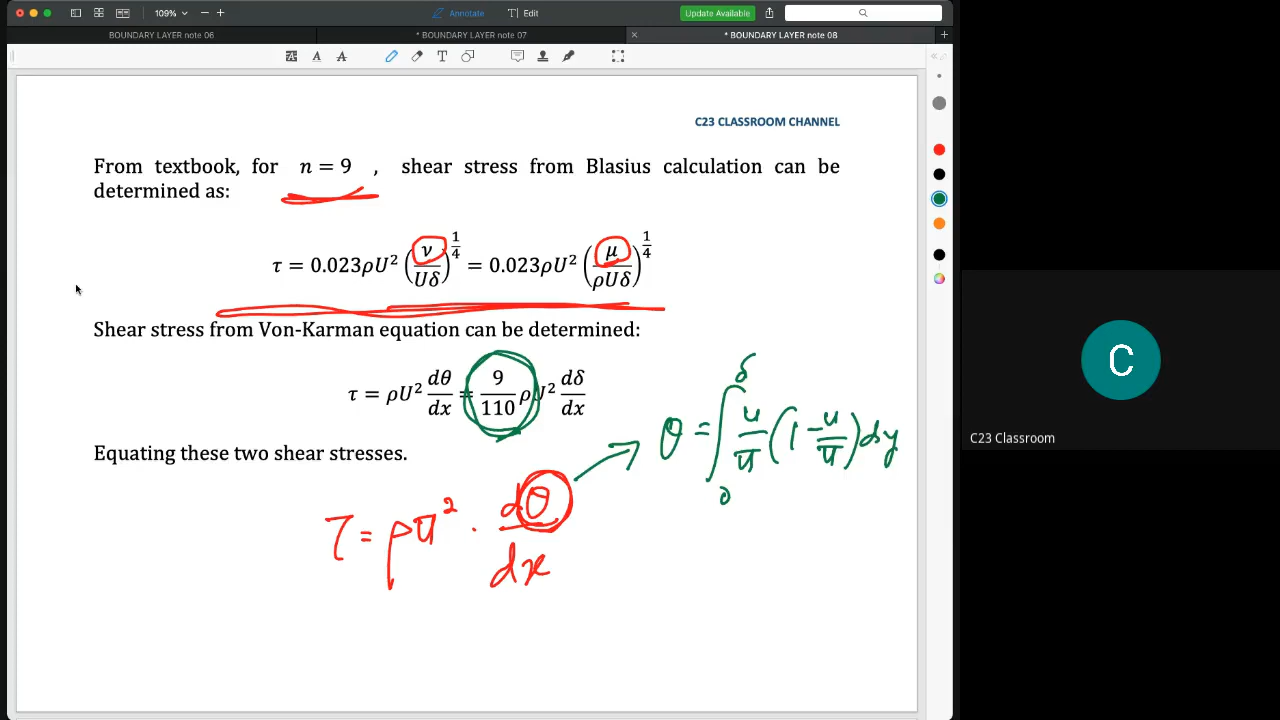 109%
Annotate
Edit
Update Available
BOUNDARY LAYER note 06
* BOUNDARY LAYER note 07
* BOUNDARY LAYER note 08
C23 CLASSROOM CHANNEL
From textbook, for n = 9 , shear stress from Blasius calculation can be
determined as:
τ = 0.023ρU² (ν/Uδ)^1/4 = 0.023ρU² (μ/ρUδ)^1/4
Shear stress from Von-Karman equation can be determined:
τ = ρU² dθ/dx = 9/110 ρU² dδ/dx
θ = ∫₀^δ u/U (1 - u/U) dy
Equating these two shear stresses.
τ = ρU² · dθ/dx
C
C23 Classroom